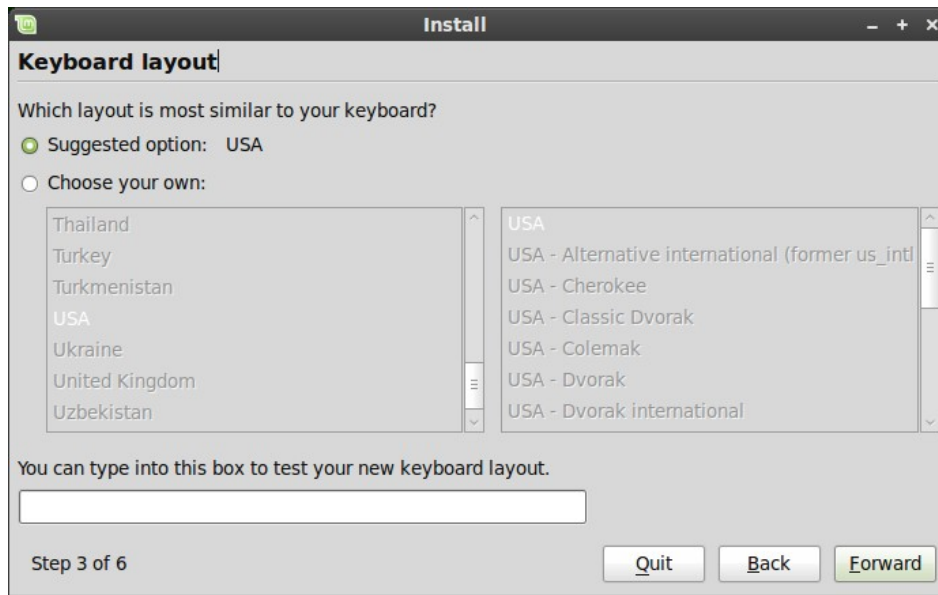 Install
Keyboard layout
Which layout is most similar to your keyboard?
Suggested option: USA
Choose your own:
Thailand
Turkey
Turkmenistan
USA
Ukraine
United Kingdom
Uzbekistan
USA
USA - Alternative international (former us_intl
USA - Cherokee
USA - Classic Dvorak
USA - Colemak
USA - Dvorak
USA - Dvorak international
You can type into this box to test your new keyboard layout.
Step 3 of 6
Quit
Back
Forward